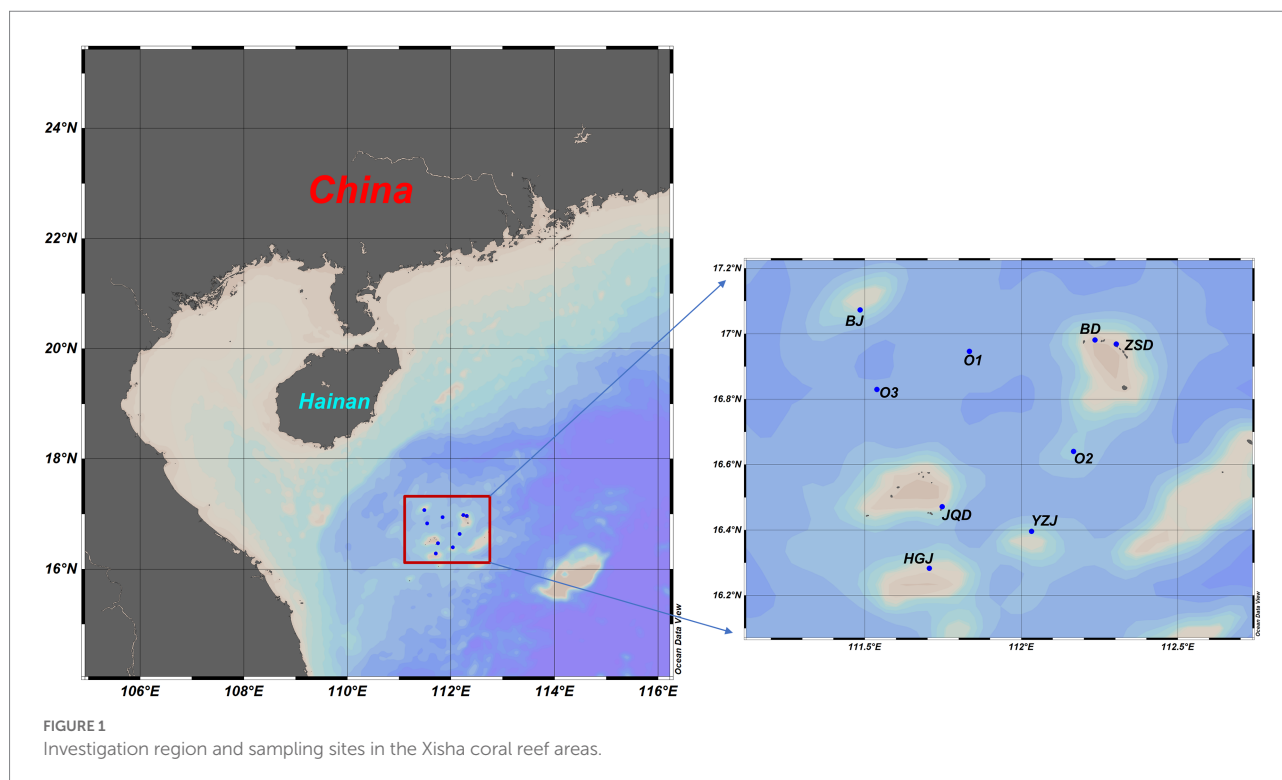 24°N
22°N
20°N
18°N
16°N
106°E
108°E
110°E
112°E
114°E
116°E
China
Hainan
Ocean Data View
17.2°N
17°N
16.8°N
16.6°N
16.4°N
16.2°N
111.5°E
112°E
112.5°E
BJ
O1
BD
ZSD
O3
O2
JQD
YZJ
HGJ
Ocean Data View
FIGURE 1
Investigation region and sampling sites in the Xisha coral reef areas.